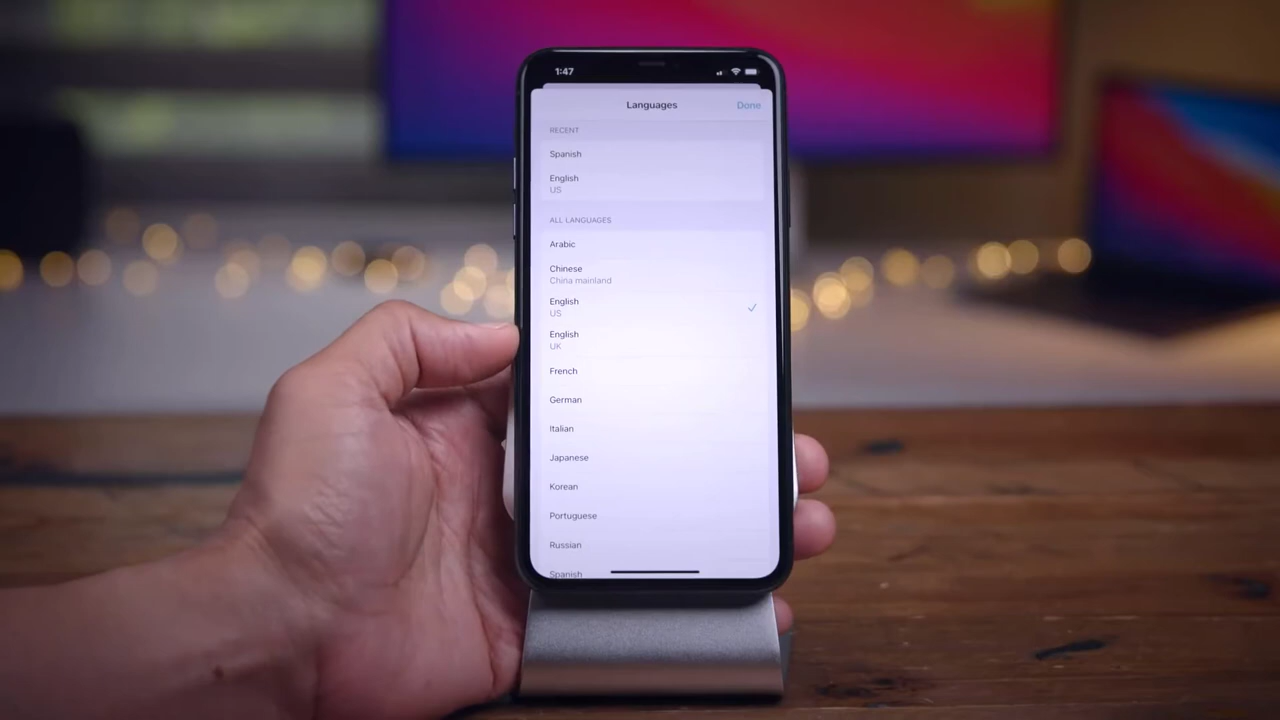 1:47
Languages
Done
RECENT
Spanish
English
US
ALL LANGUAGES
Arabic
Chinese
China mainland
English
US
English
UK
French
German
Italian
Japanese
Korean
Portuguese
Russian
Spanish